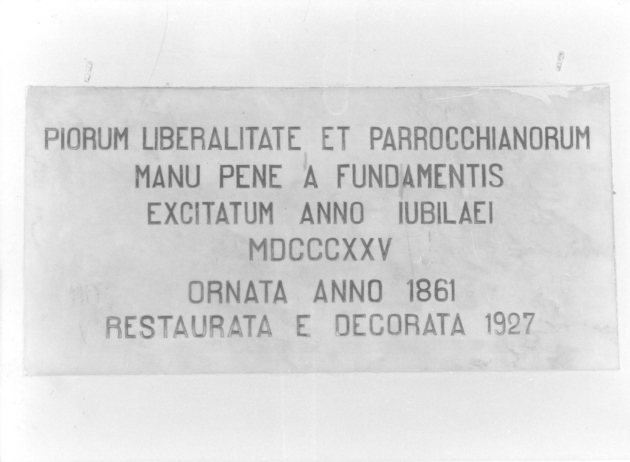 PIORUM LIBERALITATE ET PARROCCHIANORUM
MANU PENE A FUNDAMENTIS
EXCITATUM ANNO IUBILAEI
MDCCCXXV
ORNATA ANNO 1861
RESTAURATA E DECORATA 1927